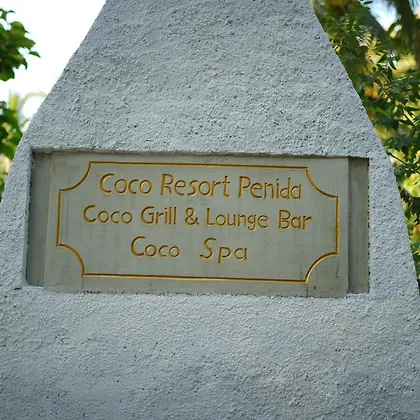 Coco Resort Penida
Coco Grill & Lounge Bar
Coco Spa